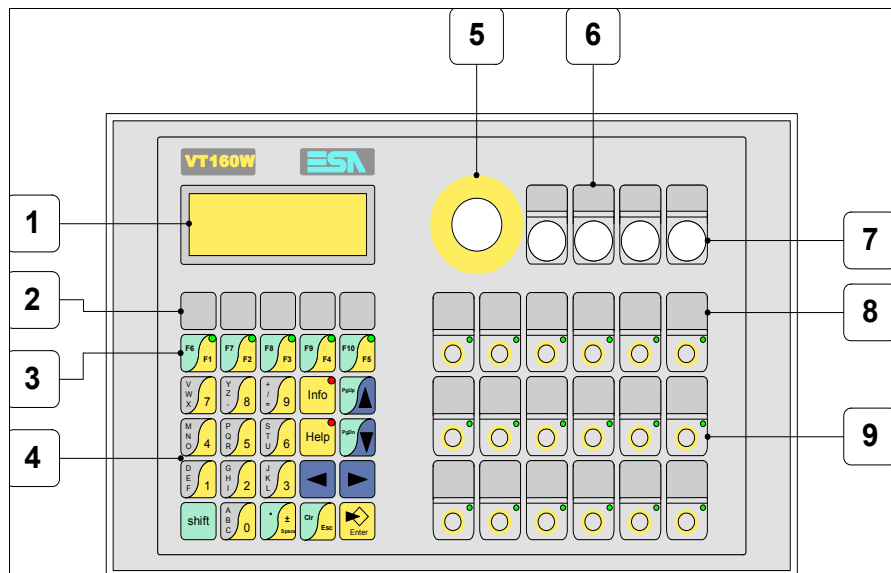 5 6
VT160W ESA
1
7
2
8
F6 F1 F7 F2 F8 F3 F9 F4 F10 F5
3
V W X 7 Y Z - 8 + / = 9 Info PgUp
M N O 4 P Q R 5 S T U 6 Help PgDn
9
4
D E F 1 G H I 2 J K L 3
shift A B C 0 . ± Space Clr Esc Enter